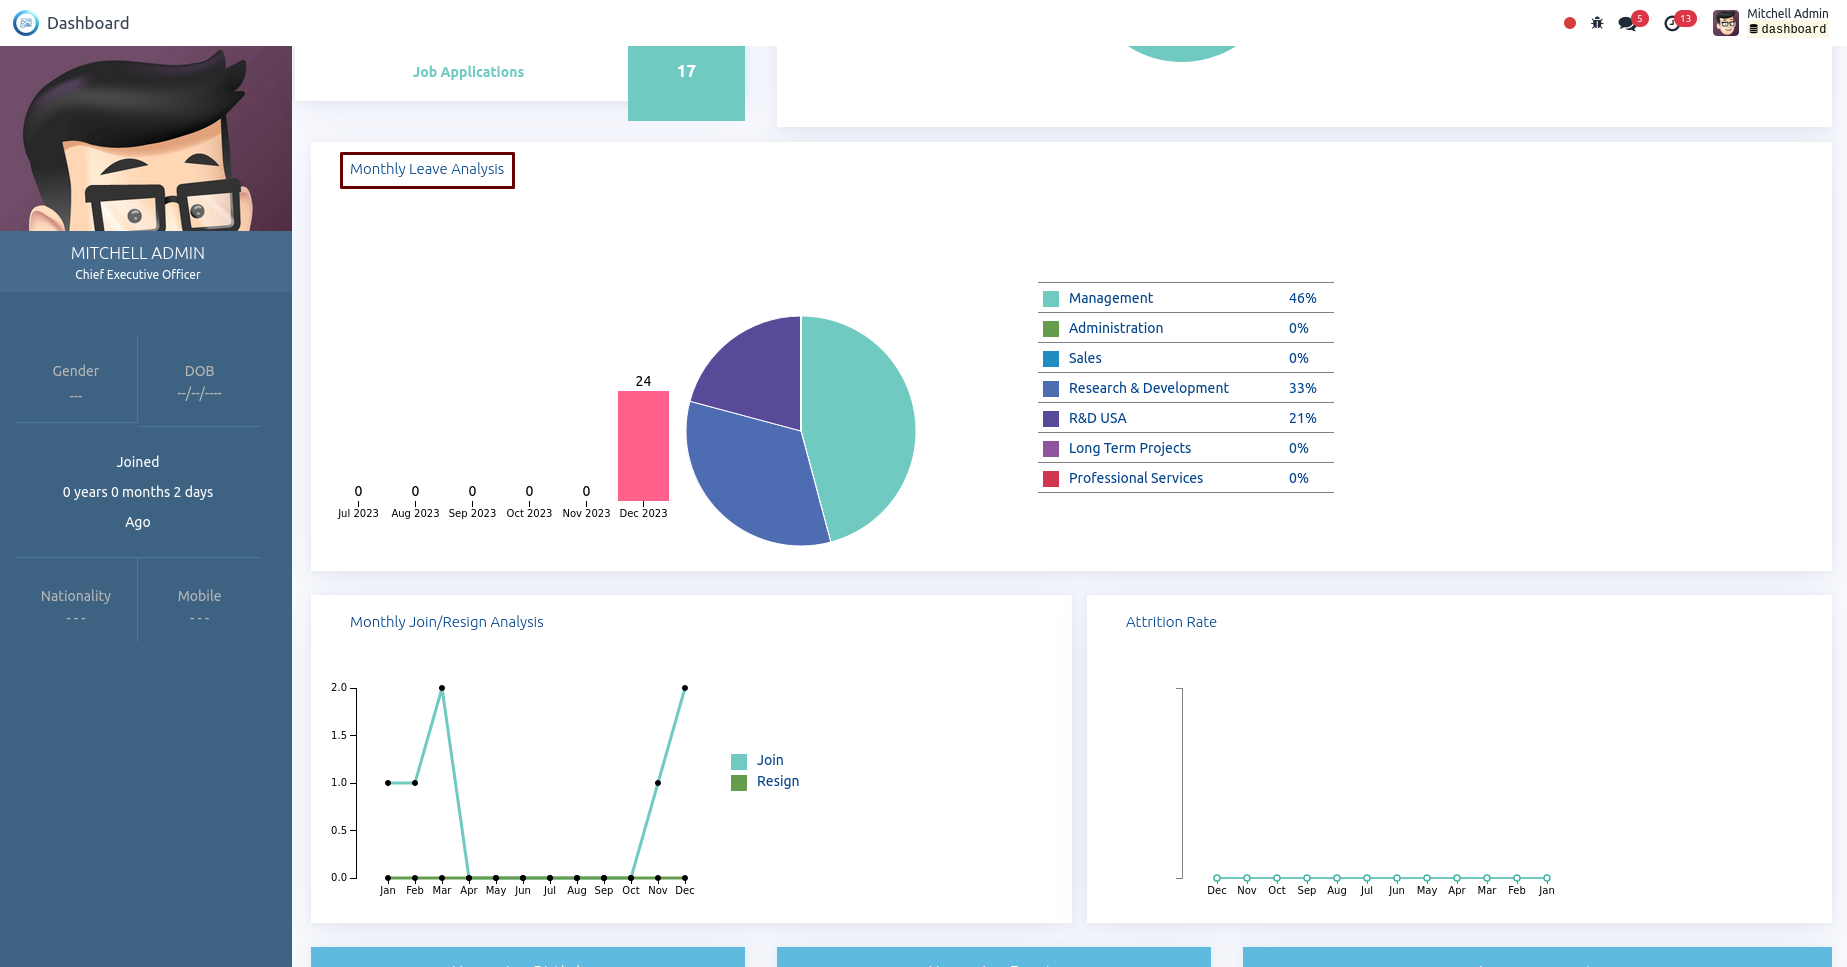 Dashboard
5
13
Mitchell Admin
dashboard
MITCHELL ADMIN
Chief Executive Officer
Gender
---
DOB
--/--/----
Joined
0 years 0 months 2 days
Ago
Nationality
- - -
Mobile
- - -
Job Applications
17
Monthly Leave Analysis
0
0
0
0
0
24
Jul 2023
Aug 2023
Sep 2023
Oct 2023
Nov 2023
Dec 2023
Management 46%
Administration 0%
Sales 0%
Research & Development 33%
R&D USA 21%
Long Term Projects 0%
Professional Services 0%
Monthly Join/Resign Analysis
2.0
1.5
1.0
0.5
0.0
Jan Feb Mar Apr May Jun Jul Aug Sep Oct Nov Dec
Join
Resign
Attrition Rate
Dec Nov Oct Sep Aug Jul Jun May Apr Mar Feb Jan